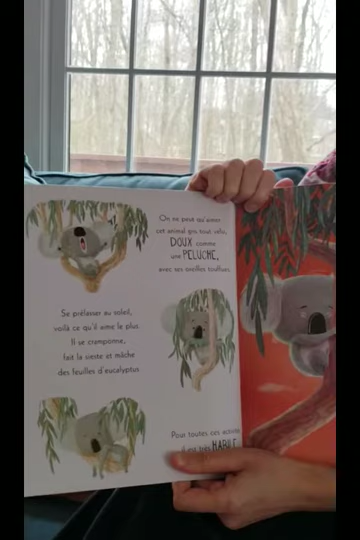 On ne peut qu'aimer
cet animal gris tout velu,
DOUX comme
une PELUCHE,
avec ses oreilles touffues.
Se prélasser au soleil,
voilà ce qu'il aime le plus.
Il se cramponne,
fait la sieste et mâche
des feuilles d'eucalyptus.
Pour toutes ces activités
il est très HABILE